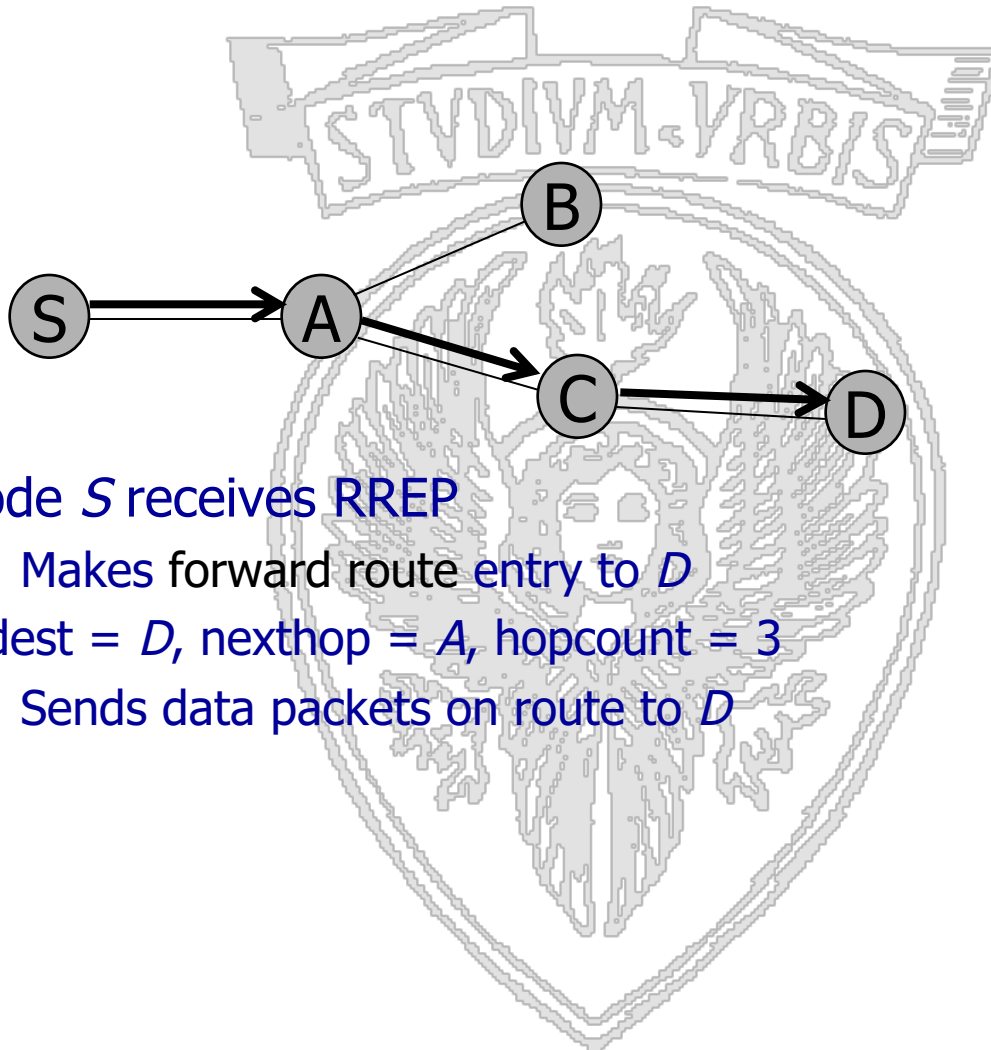 STVDIVM VRBIS
B
S
A
C
D
ode S receives RREP
Makes forward route entry to D
dest = D, nexthop = A, hopcount = 3
Sends data packets on route to D